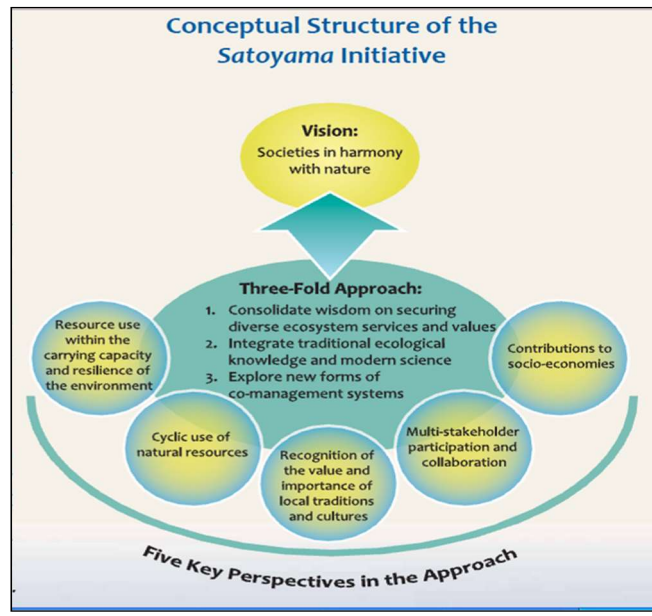 Conceptual Structure of the
Satoyama Initiative
Vision:
Societies in harmony
with nature
Three-Fold Approach:
1. Consolidate wisdom on securing
diverse ecosystem services and values
2. Integrate traditional ecological
knowledge and modern science
3. Explore new forms of
co-management systems
Resource use
within the
carrying capacity
and resilience of
the environment
Cyclic use of
natural resources
Recognition of
the value and
importance of
local traditions
and cultures
Multi-stakeholder
participation and
collaboration
Contributions to
socio-economies
Five Key Perspectives in the Approach